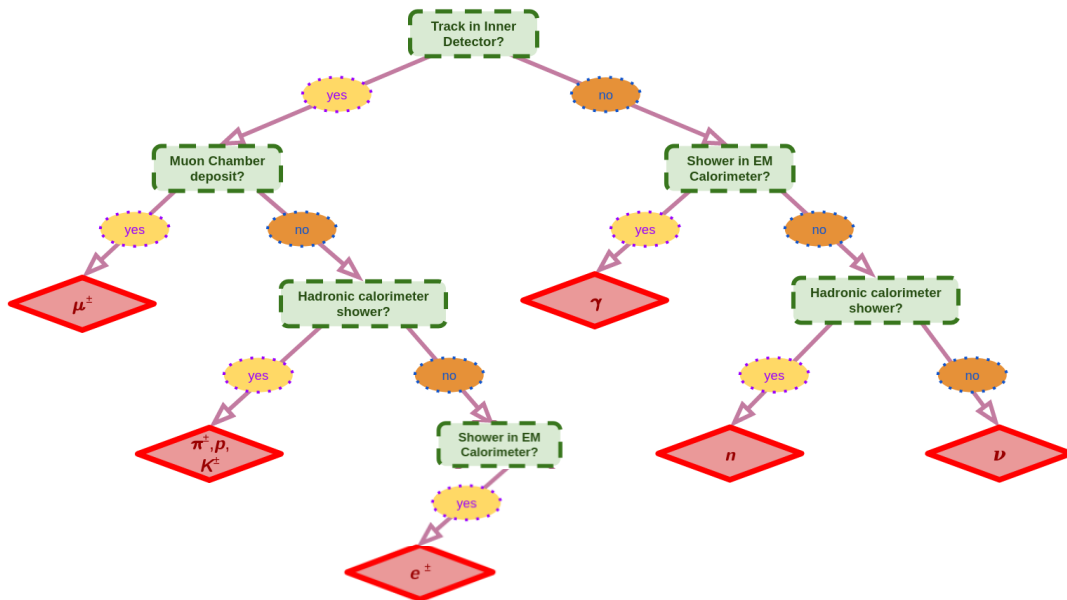 Track in Inner
Detector?
yes
no
Muon Chamber
deposit?
Shower in EM
Calorimeter?
yes
no
yes
no
μ±
Hadronic calorimeter
shower?
γ
Hadronic calorimeter
shower?
yes
no
yes
no
π±,p,
K±
Shower in EM
Calorimeter?
n
ν
yes
e ±